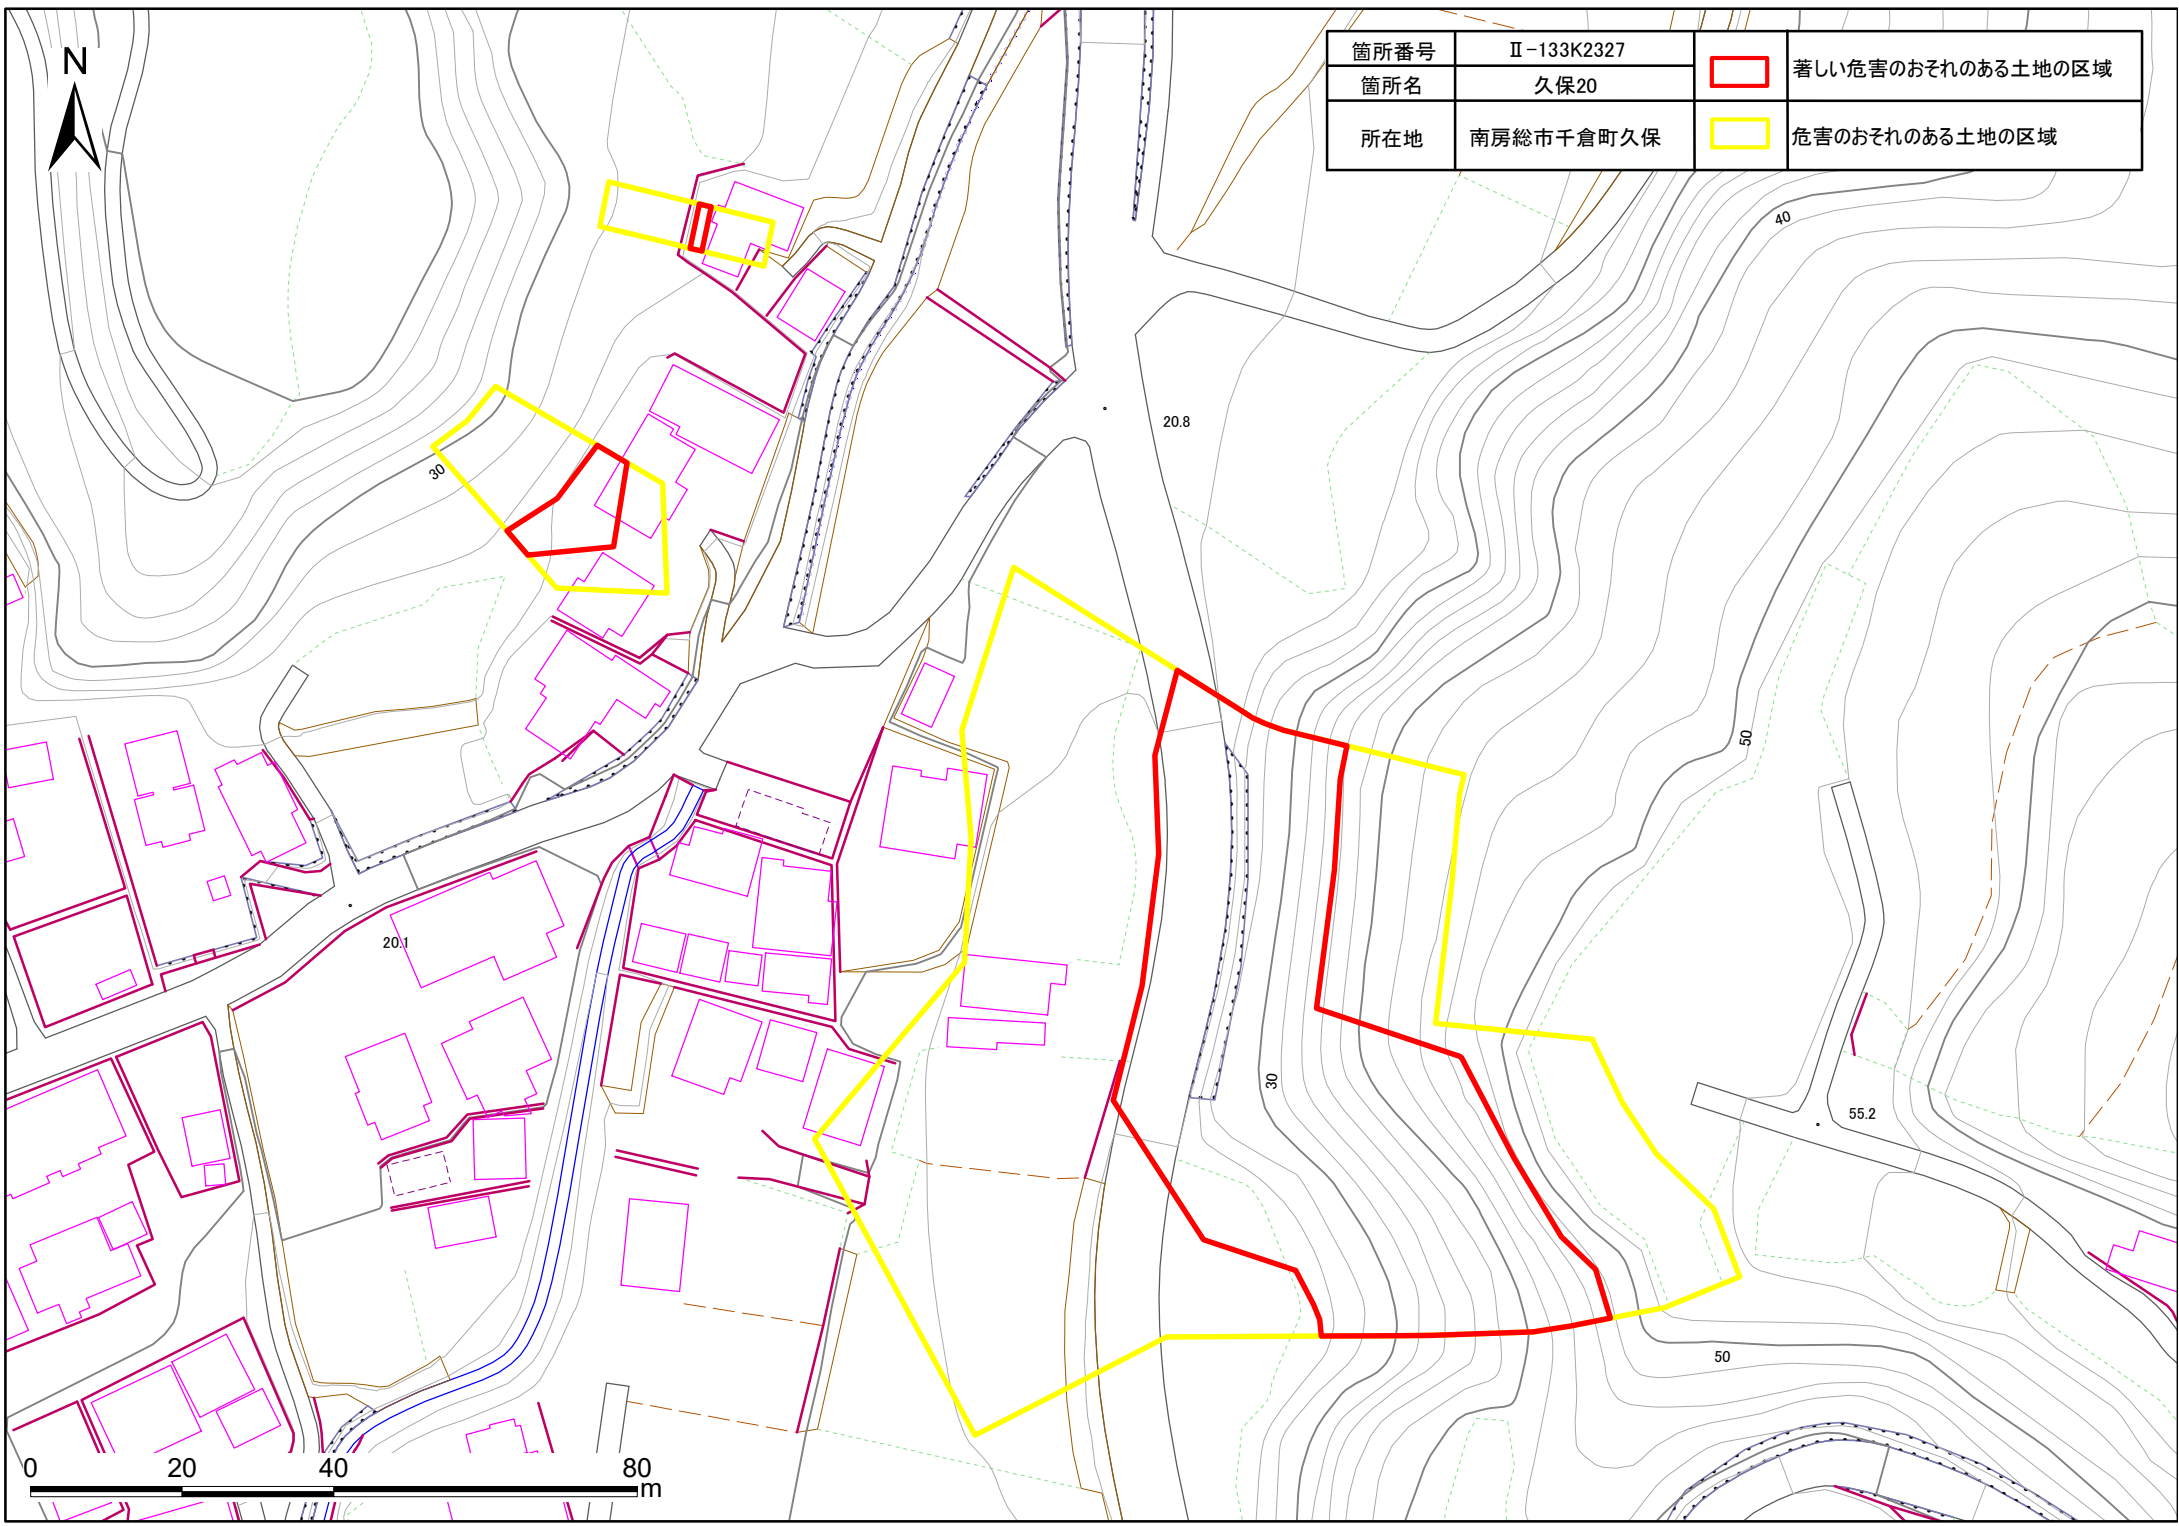 N
箇所番号 Ⅱ-133K2327
箇所名 久保20
所在地 南房総市千倉町久保
著しい危害のおそれのある土地の区域
危害のおそれのある土地の区域
40
20.8
30
50
20.1
30
55.2
50
0 20 40 80
m